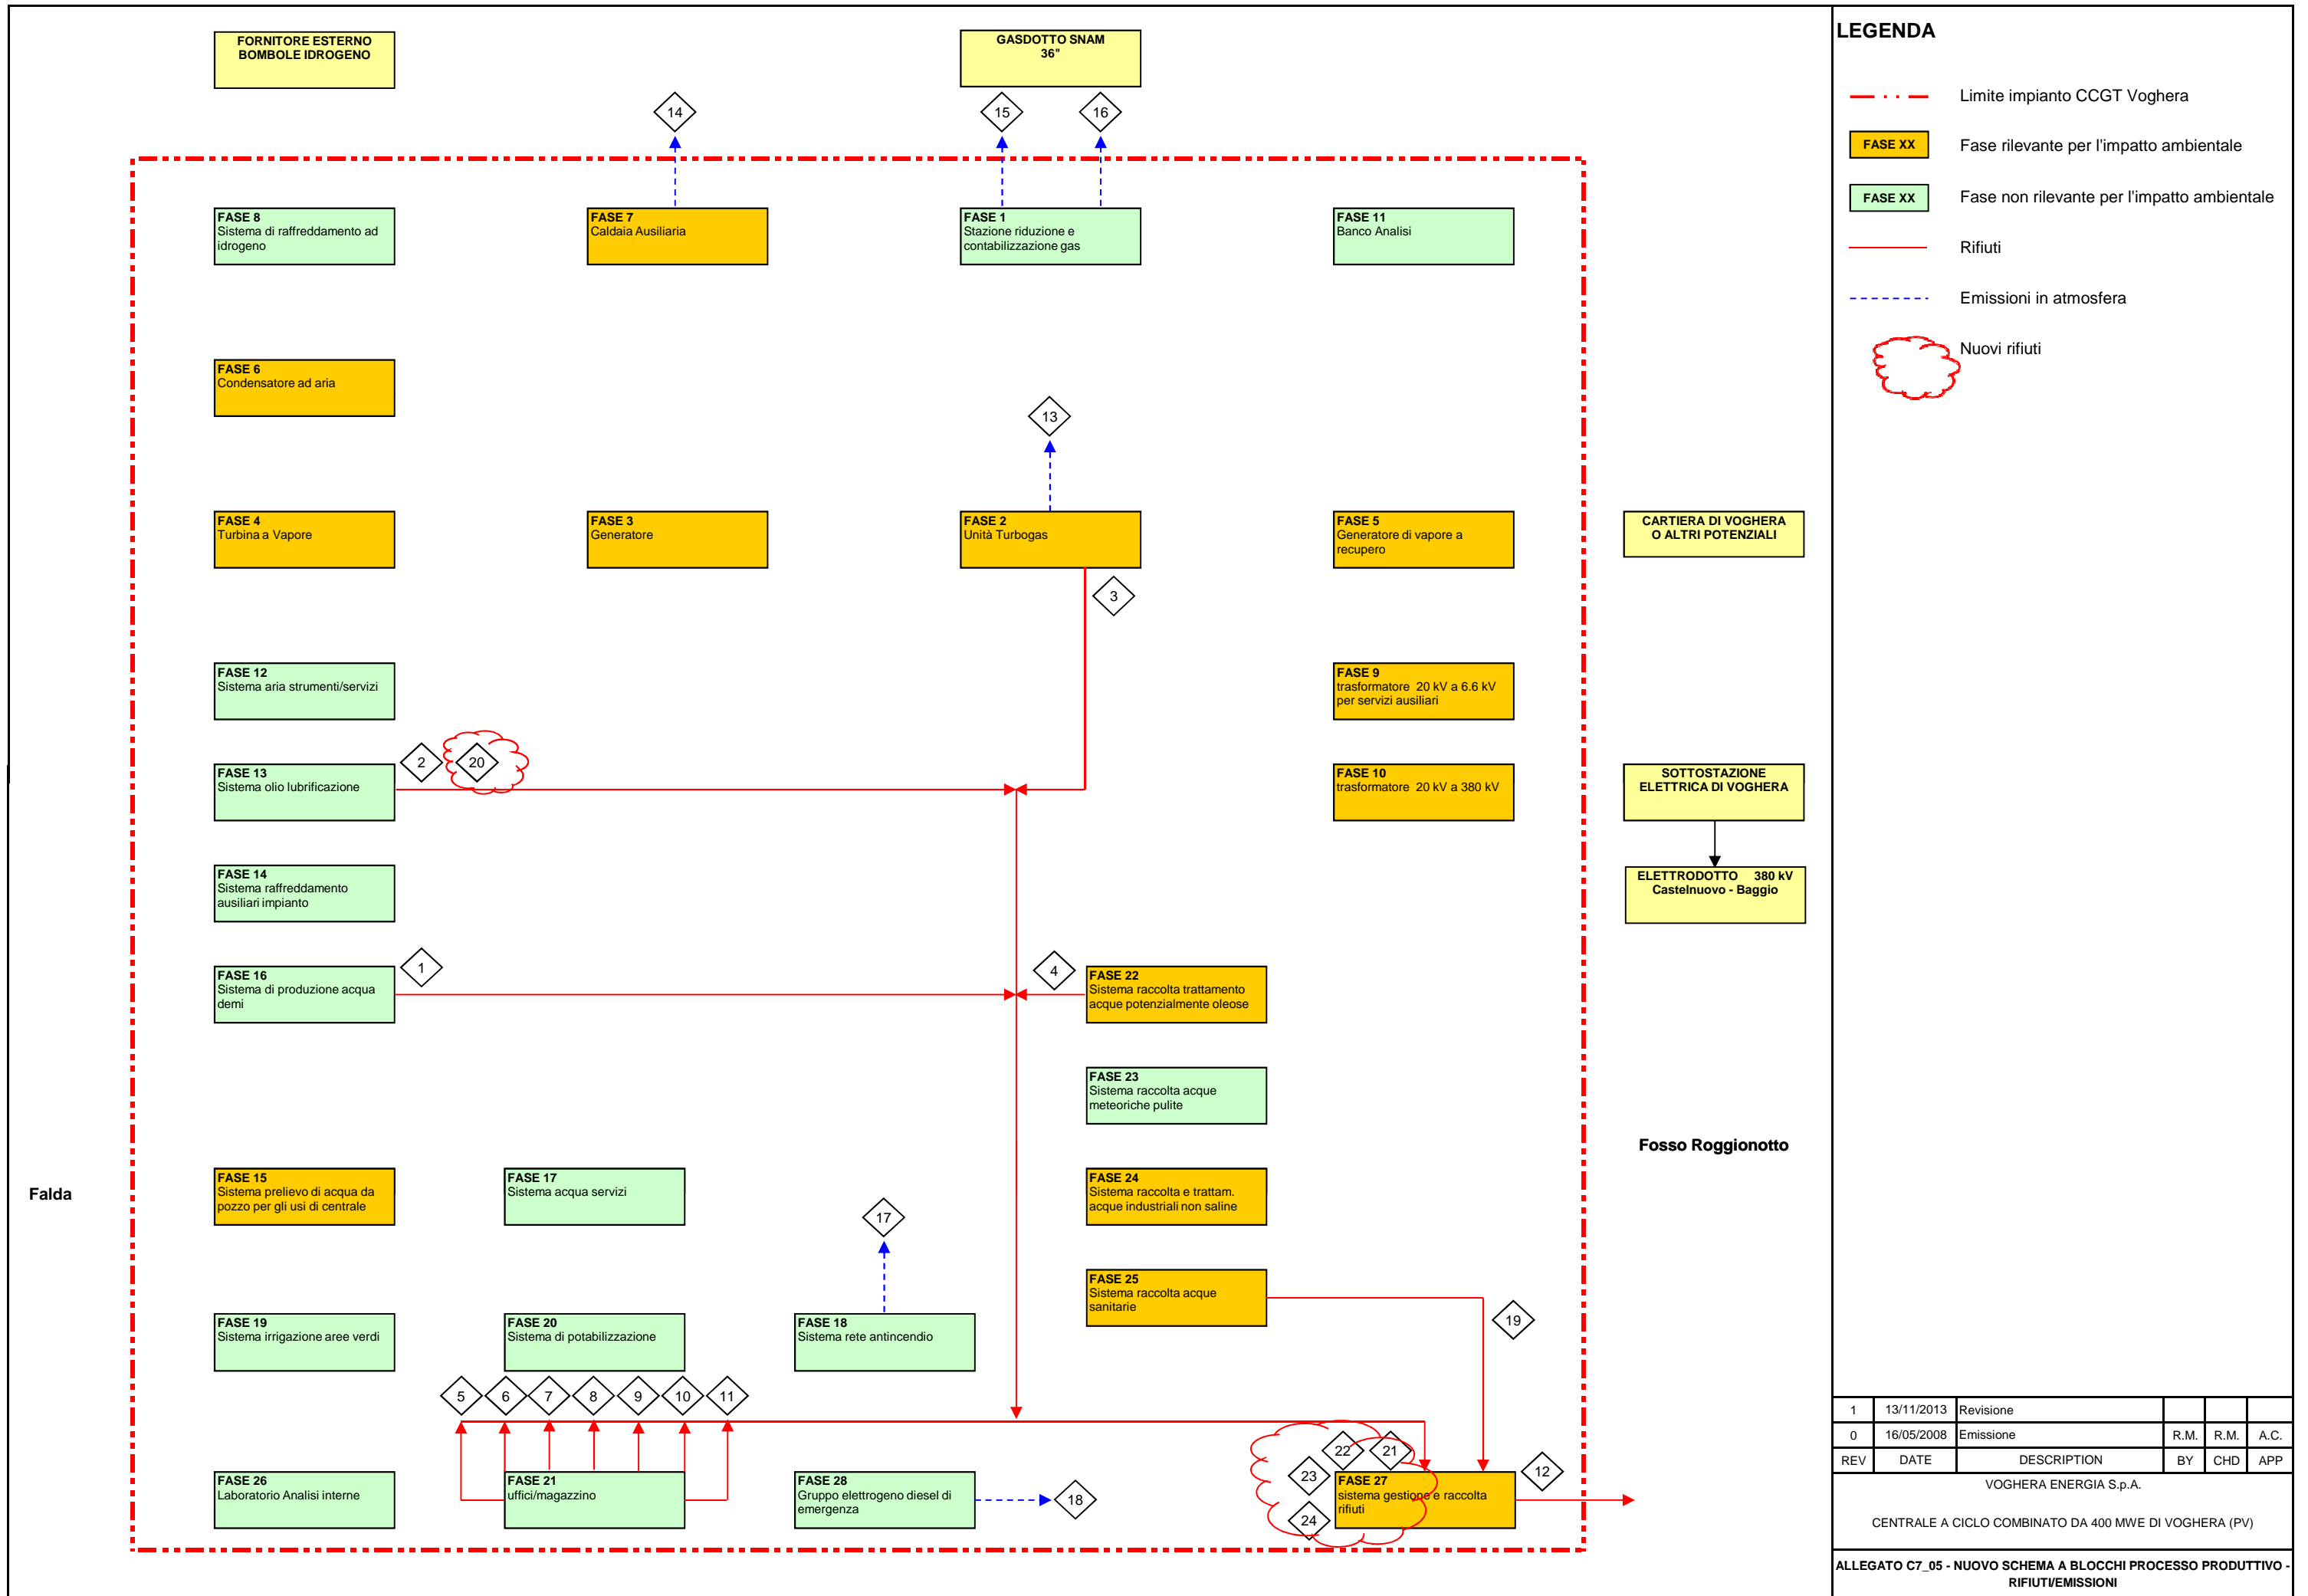 FORNITORE ESTERNO
BOMBOLE IDROGENO
GASDOTTO SNAM
36"
14
15
16
FASE 8
Sistema di raffreddamento ad
idrogeno
FASE 7
Caldaia Ausiliaria
FASE 1
Stazione riduzione e
contabilizzazione gas
FASE 11
Banco Analisi
FASE 6
Condensatore ad aria
13
FASE 4
Turbina a Vapore
FASE 3
Generatore
FASE 2
Unità Turbogas
FASE 5
Generatore di vapore a
recupero
CARTIERA DI VOGHERA
O ALTRI POTENZIALI
3
FASE 12
Sistema aria strumenti/servizi
FASE 9
trasformatore 20 kV a 6.6 kV
per servizi ausiliari
2
20
FASE 13
Sistema olio lubrificazione
FASE 10
trasformatore 20 kV a 380 kV
SOTTOSTAZIONE
ELETTRICA DI VOGHERA
FASE 14
Sistema raffreddamento
ausiliari impianto
ELETTRODOTTO 380 kV
Castelnuovo - Baggio
FASE 16
Sistema di produzione acqua
demi
1
4
FASE 22
Sistema raccolta trattamento
acque potenzialmente oleose
FASE 23
Sistema raccolta acque
meteoriche pulite
Fosso Roggionotto
Falda
FASE 15
Sistema prelievo di acqua da
pozzo per gli usi di centrale
FASE 17
Sistema acqua servizi
FASE 24
Sistema raccolta e trattam.
acque industriali non saline
17
FASE 25
Sistema raccolta acque
sanitarie
FASE 19
Sistema irrigazione aree verdi
FASE 20
Sistema di potabilizzazione
FASE 18
Sistema rete antincendio
19
5
6
7
8
9
10
11
22
21
23
24
12
FASE 26
Laboratorio Analisi interne
FASE 21
uffici/magazzino
FASE 28
Gruppo elettrogeno diesel di
emergenza
18
FASE 27
sistema gestione e raccolta
rifiuti
LEGENDA
Limite impianto CCGT Voghera
FASE XX
Fase rilevante per l'impatto ambientale
FASE XX
Fase non rilevante per l'impatto ambientale
Rifiuti
Emissioni in atmosfera
Nuovi rifiuti
1 13/11/2013 Revisione
0 16/05/2008 Emissione R.M. R.M. A.C.
REV DATE DESCRIPTION BY CHD APP
VOGHERA ENERGIA S.p.A.
CENTRALE A CICLO COMBINATO DA 400 MWE DI VOGHERA (PV)
ALLEGATO C7_05 - NUOVO SCHEMA A BLOCCHI PROCESSO PRODUTTIVO -
RIFIUTI/EMISSIONI